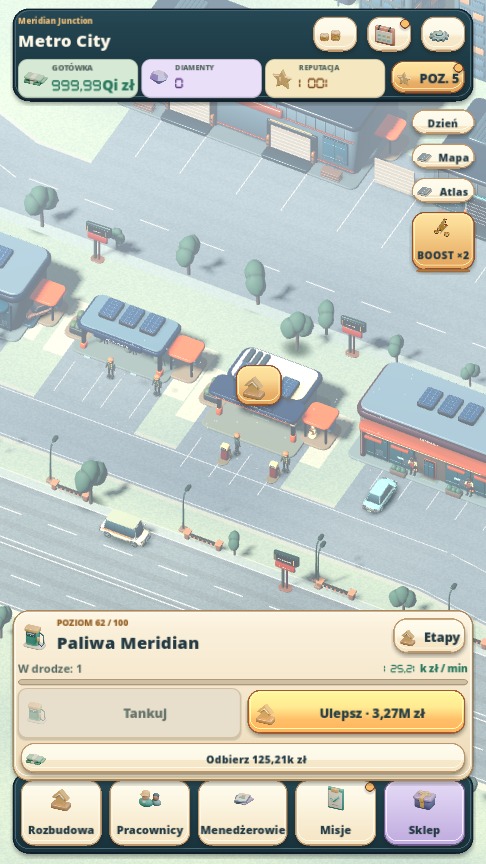 Meridian Junction
Metro City
GOTÓWKA
999,99Qi zł
DIAMENTY
0
REPUTACJA
POZ. 5
Dzień
Mapa
Atlas
BOOST ×2
POZIOM 62 / 100
Paliwa Meridian
Etapy
W drodze: 1
k zł / min
Tankuj
Ulepsz · 3,27M zł
Odbierz 125,21k zł
Rozbudowa
Pracownicy
Menedżerowie
Misje
Sklep